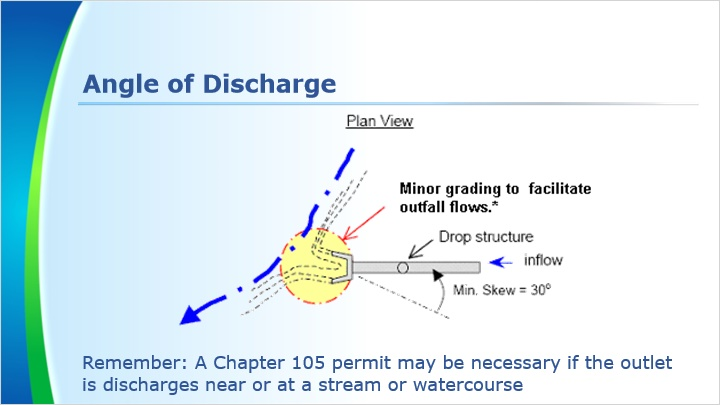 Angle of Discharge
Plan View
Minor grading to facilitate
outfall flows.*
Drop structure
inflow
Min. Skew = 30⁰
Remember: A Chapter 105 permit may be necessary if the outlet
is discharges near or at a stream or watercourse